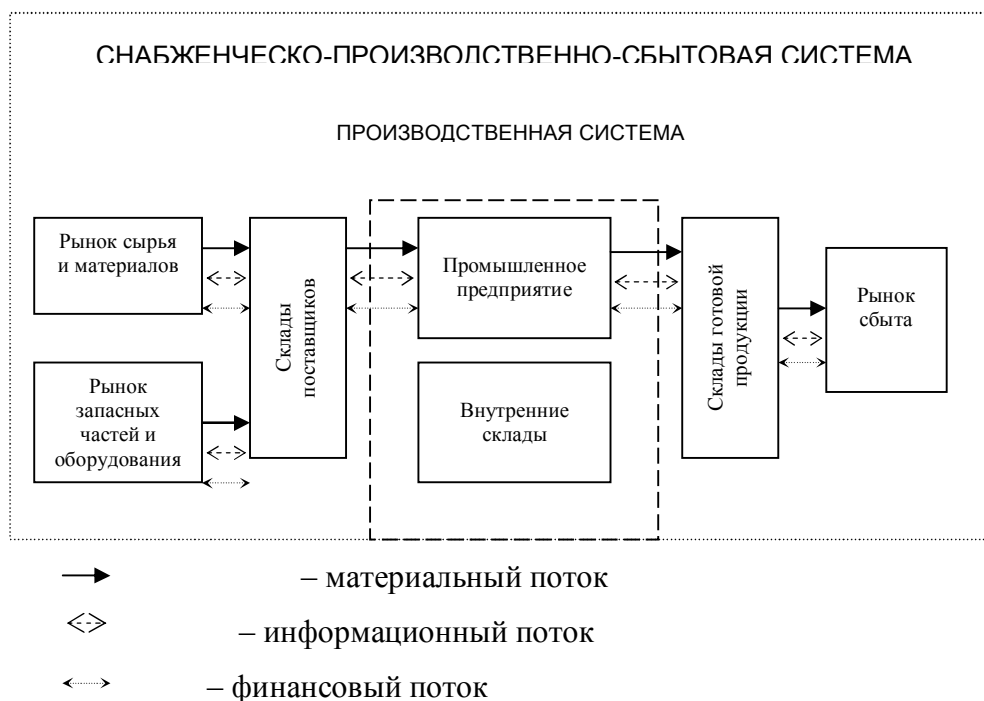 СНАБЖЕНЧЕСКО-ПРОИЗВОДСТВЕННО-СБЫТОВАЯ СИСТЕМА
ПРОИЗВОДСТВЕННАЯ СИСТЕМА
Рынок сырья
и материалов
Рынок
запасных
частей и
оборудования
Склады
поставщиков
Промышленное
предприятие
Внутренние
склады
Склады готовой
продукции
Рынок
сбыта
– материальный поток
– информационный поток
– финансовый поток